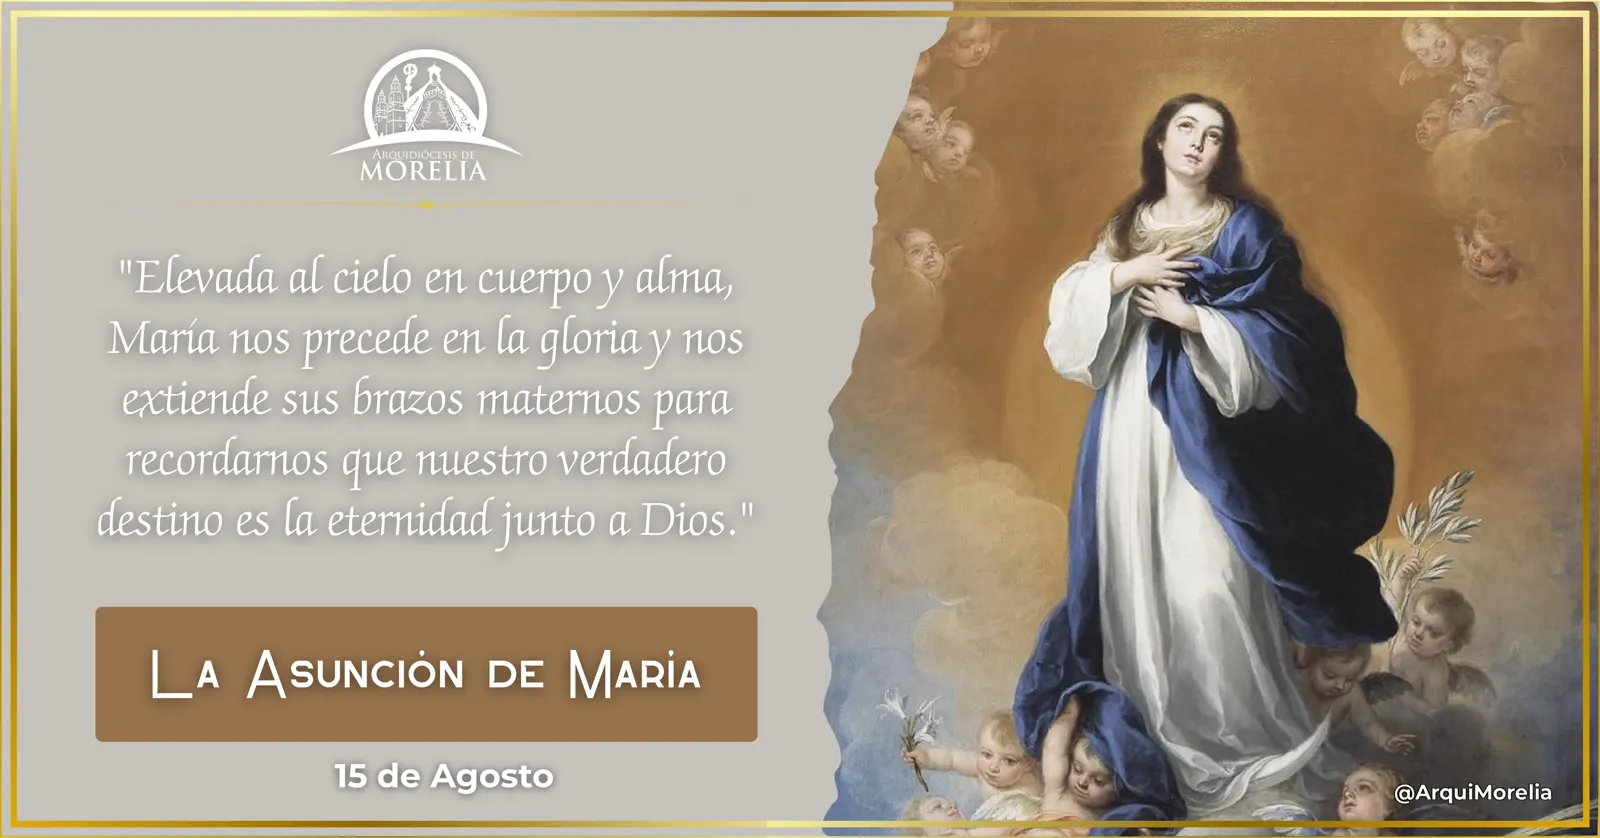 ARQUIDIÓCESIS DE
MORELIA
"Elevada al cielo en cuerpo y alma,
María nos precede en la gloria y nos
extiende sus brazos maternos para
recordarnos que nuestro verdadero
destino es la eternidad junto a Dios."
LA ASUNCIÓN DE MARÍA
15 de Agosto
@ArquiMorelia